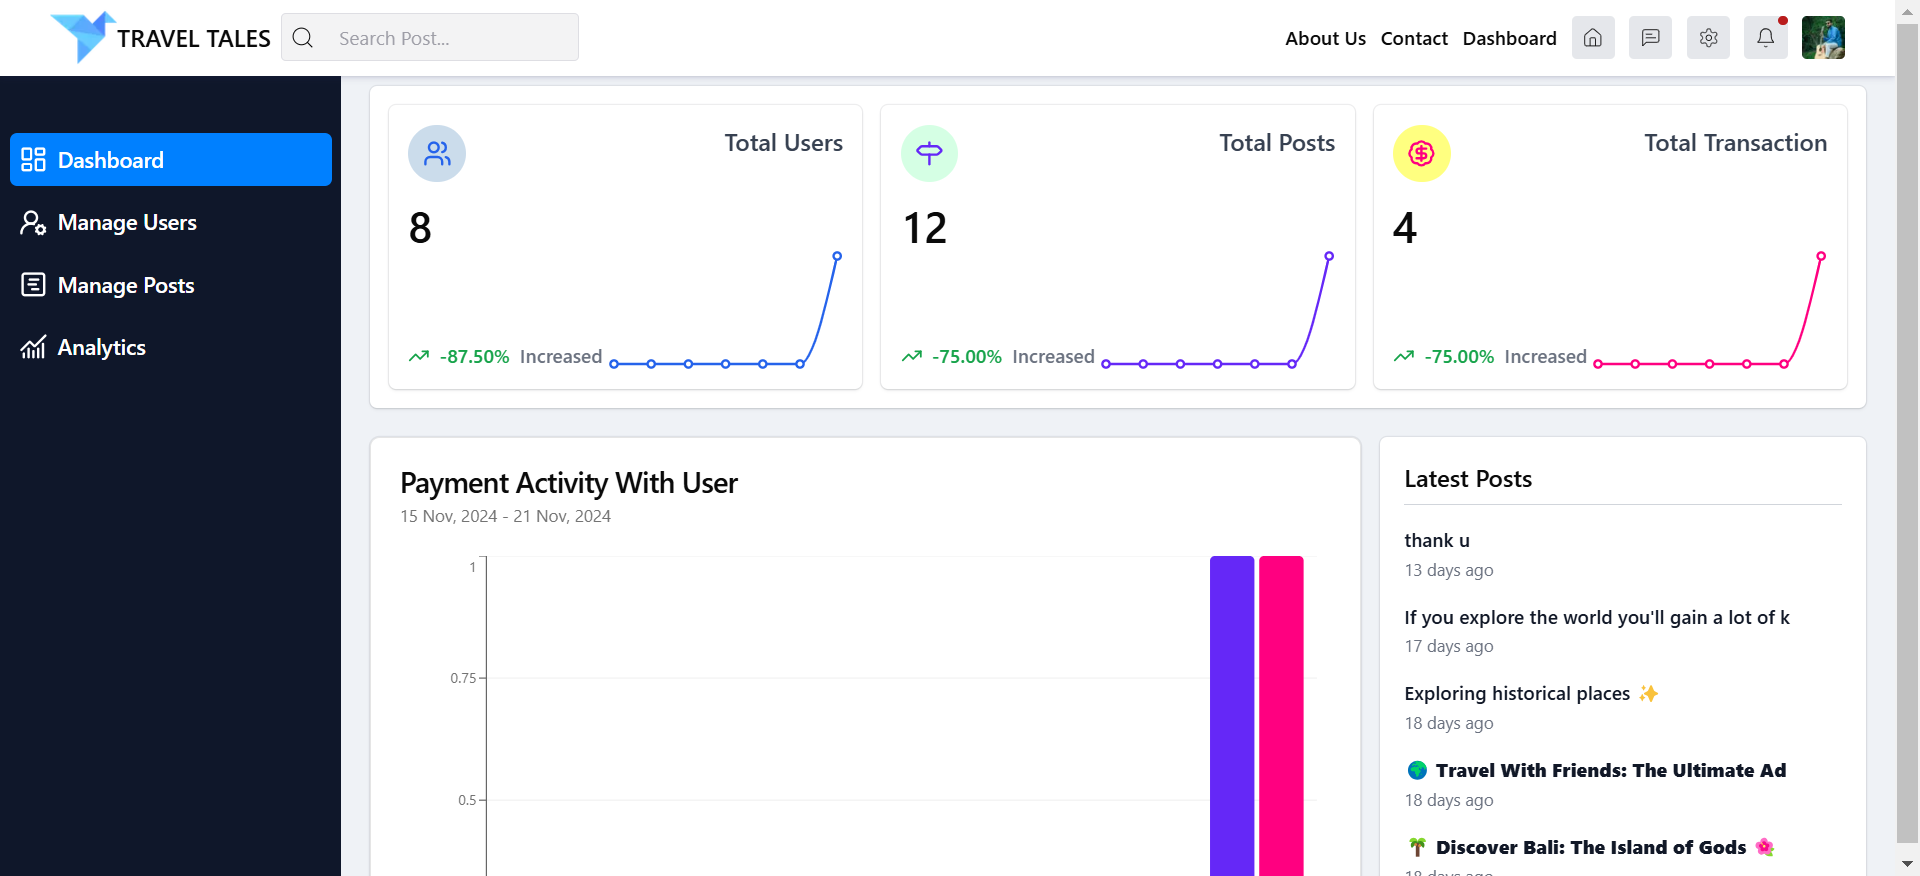 TRAVEL TALES
Search Post...
About Us
Contact
Dashboard
Dashboard
Manage Users
Manage Posts
Analytics
Total Users
8
-87.50% Increased
Total Posts
12
-75.00% Increased
Total Transaction
4
-75.00% Increased
Payment Activity With User
15 Nov, 2024 - 21 Nov, 2024
1
0.75
0.5
Latest Posts
thank u
13 days ago
If you explore the world you'll gain a lot of k
17 days ago
Exploring historical places ✨
18 days ago
🌍 Travel With Friends: The Ultimate Ad
18 days ago
🌴 Discover Bali: The Island of Gods 🌺
18 days ago